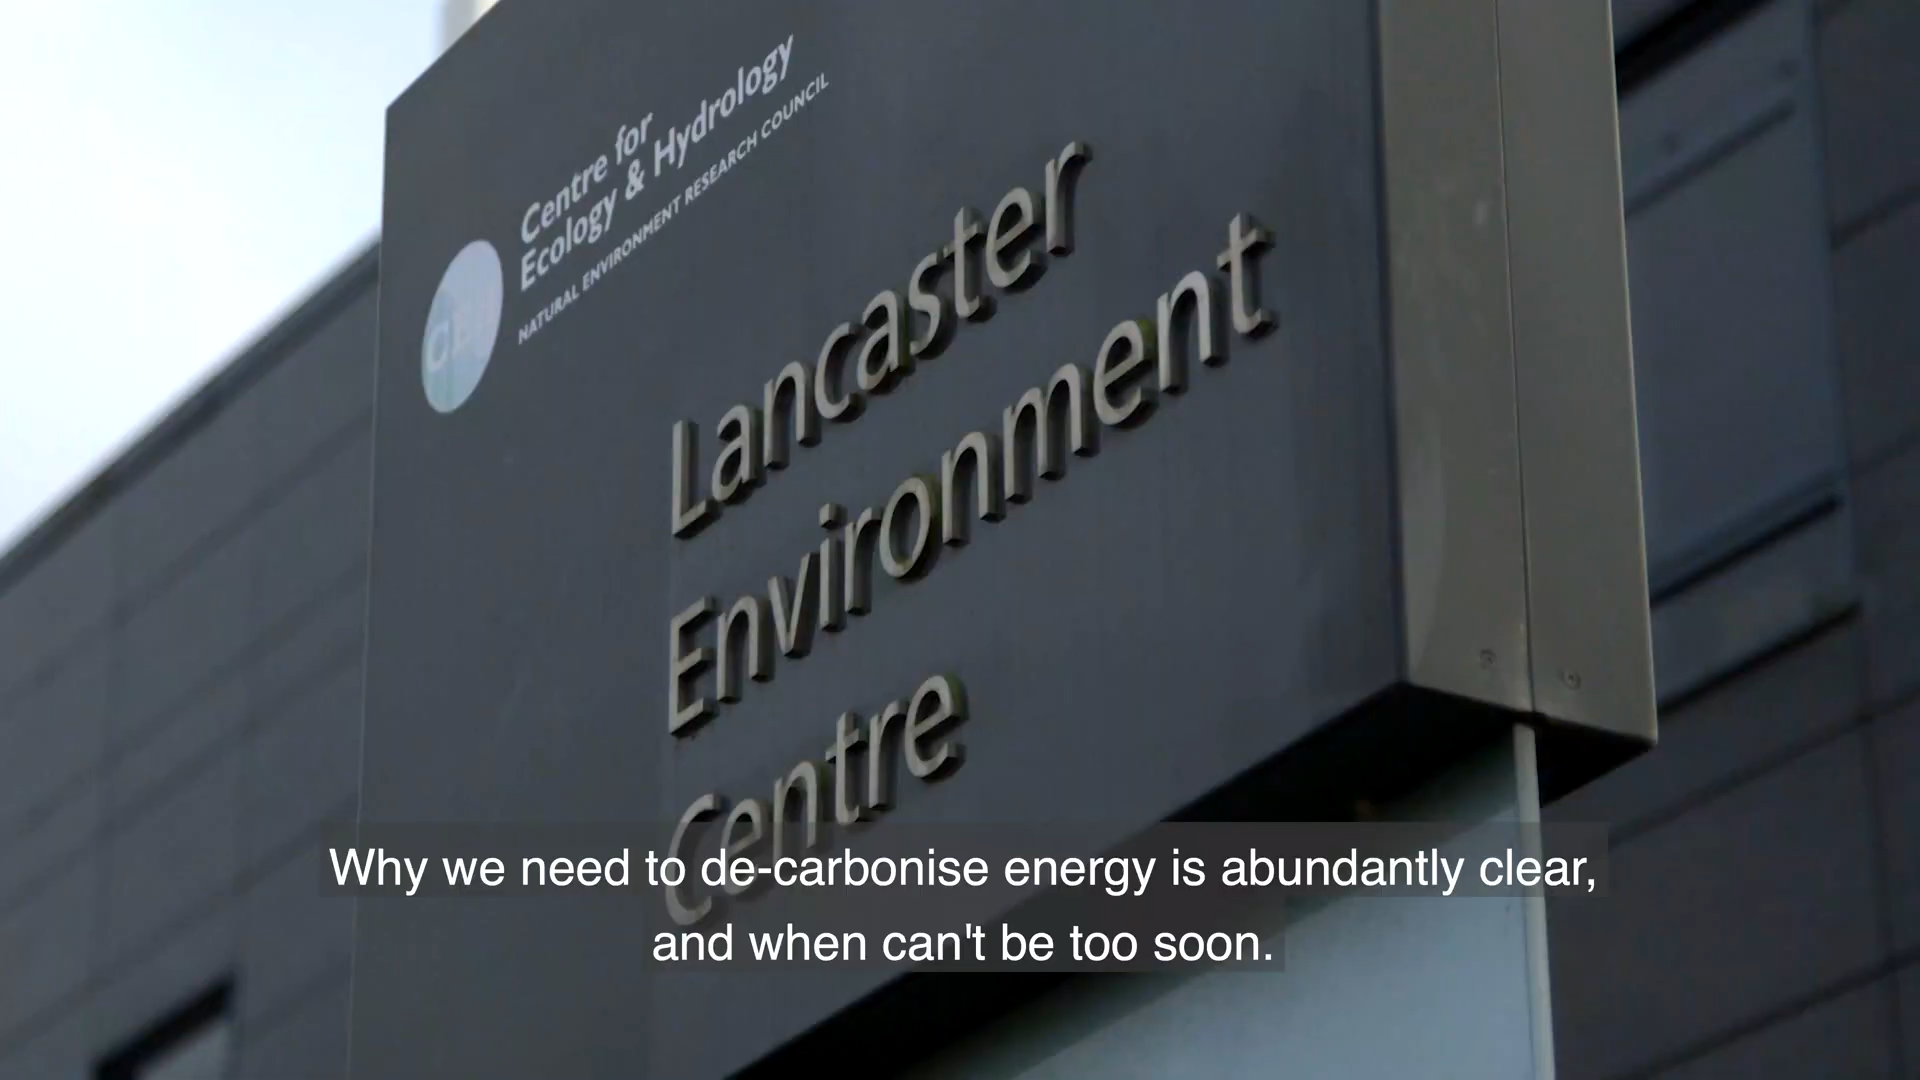 Centre for
Ecology & Hydrology
NATURAL ENVIRONMENT RESEARCH COUNCIL
Lancaster
Environment
Centre
Why we need to de-carbonise energy is abundantly clear,
and when can't be too soon.